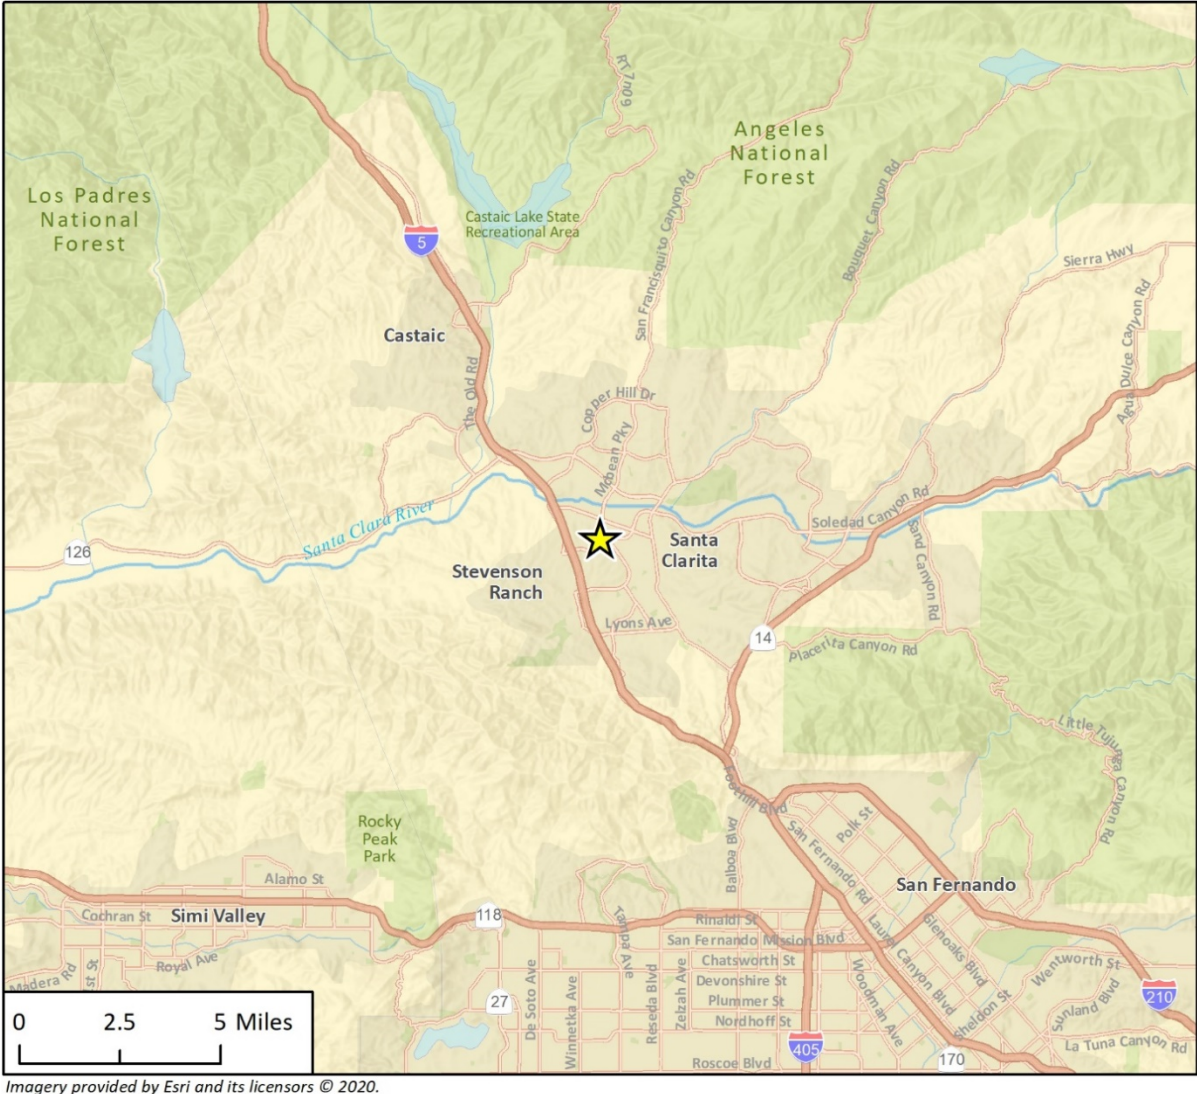 RT 7n09
Angeles
National
Forest
Los Padres
National
Forest
Castaic Lake State
Recreational Area
5
San Francisquito Canyon Rd
Bouquet Canyon Rd
Sierra Hwy
Agua Dulce Canyon Rd
Castaic
The Old Rd
Copper Hill Dr
Mcbean Pky
Santa Clara River
126
Soledad Canyon Rd
Sand Canyon Rd
Santa
Clarita
Stevenson
Ranch
Lyons Ave
14
Placerita Canyon Rd
Little Tujunga Canyon Rd
Foothill Blvd
Rocky
Peak
Park
Balboa Blvd
San Fernando Rd
Polk St
San Fernando
Alamo St
Cochran St
Simi Valley
118
Tampa Ave
Rinaldi St
San Fernando Mission Blvd
Laurel Canyon Blvd
Glenoaks Blvd
Madera Rd
1st St
Royal Ave
Chatsworth St
Devonshire St
Plummer St
Nordhoff St
Roscoe Blvd
27
De Soto Ave
Winnetka Ave
Reseda Blvd
Zelzah Ave
Woodman Ave
Wentworth St
Sheldon St
Sunland Blvd
La Tuna Canyon Rd
210
405
170
0 2.5 5 Miles
Imagery provided by Esri and its licensors © 2020.